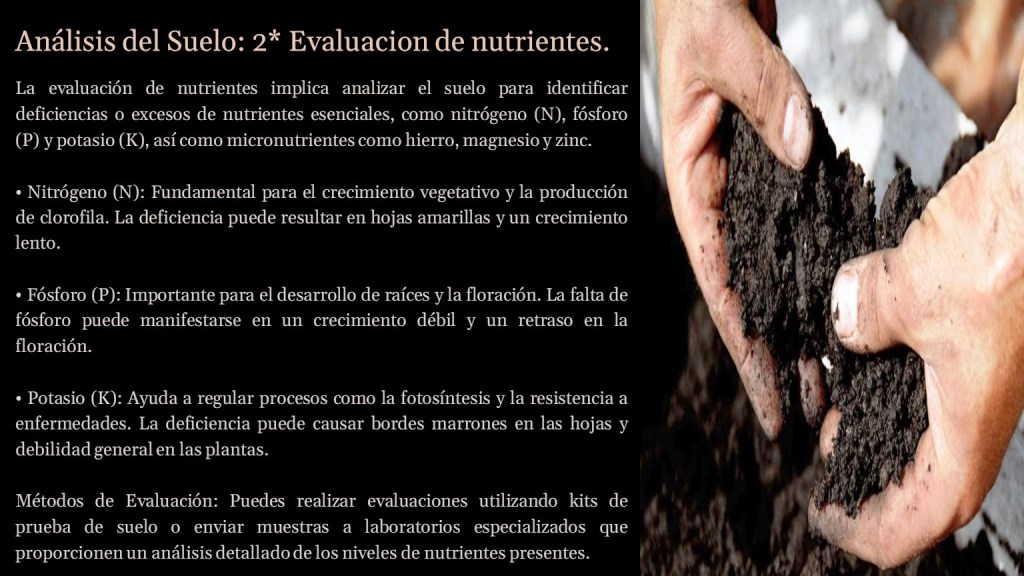 Análisis del Suelo: 2* Evaluacion de nutrientes.
La evaluación de nutrientes implica analizar el suelo para identificar
deficiencias o excesos de nutrientes esenciales, como nitrógeno (N), fósforo
(P) y potasio (K), así como micronutrientes como hierro, magnesio y zinc.
• Nitrógeno (N): Fundamental para el crecimiento vegetativo y la producción
de clorofila. La deficiencia puede resultar en hojas amarillas y un crecimiento
lento.
• Fósforo (P): Importante para el desarrollo de raíces y la floración. La falta de
fósforo puede manifestarse en un crecimiento débil y un retraso en la
floración.
• Potasio (K): Ayuda a regular procesos como la fotosíntesis y la resistencia a
enfermedades. La deficiencia puede causar bordes marrones en las hojas y
debilidad general en las plantas.
Métodos de Evaluación: Puedes realizar evaluaciones utilizando kits de
prueba de suelo o enviar muestras a laboratorios especializados que
proporcionen un análisis detallado de los niveles de nutrientes presentes.